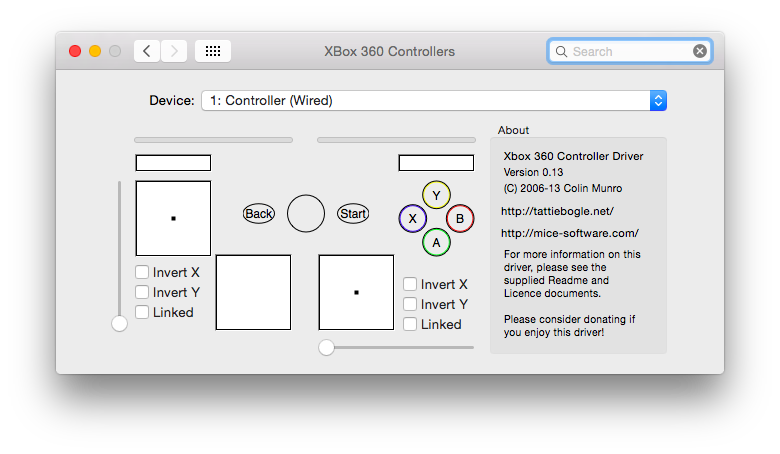 XBox 360 Controllers
Search
Device:
1: Controller (Wired)
About
Xbox 360 Controller Driver
Version 0.13
(C) 2006-13 Colin Munro
http://tattiebogle.net/
http://mice-software.com/
For more information on this
driver, please see the
supplied Readme and
Licence documents.
Please consider donating if
you enjoy this driver!
Back
Start
Y
X
B
A
Invert X
Invert Y
Linked
Invert X
Invert Y
Linked